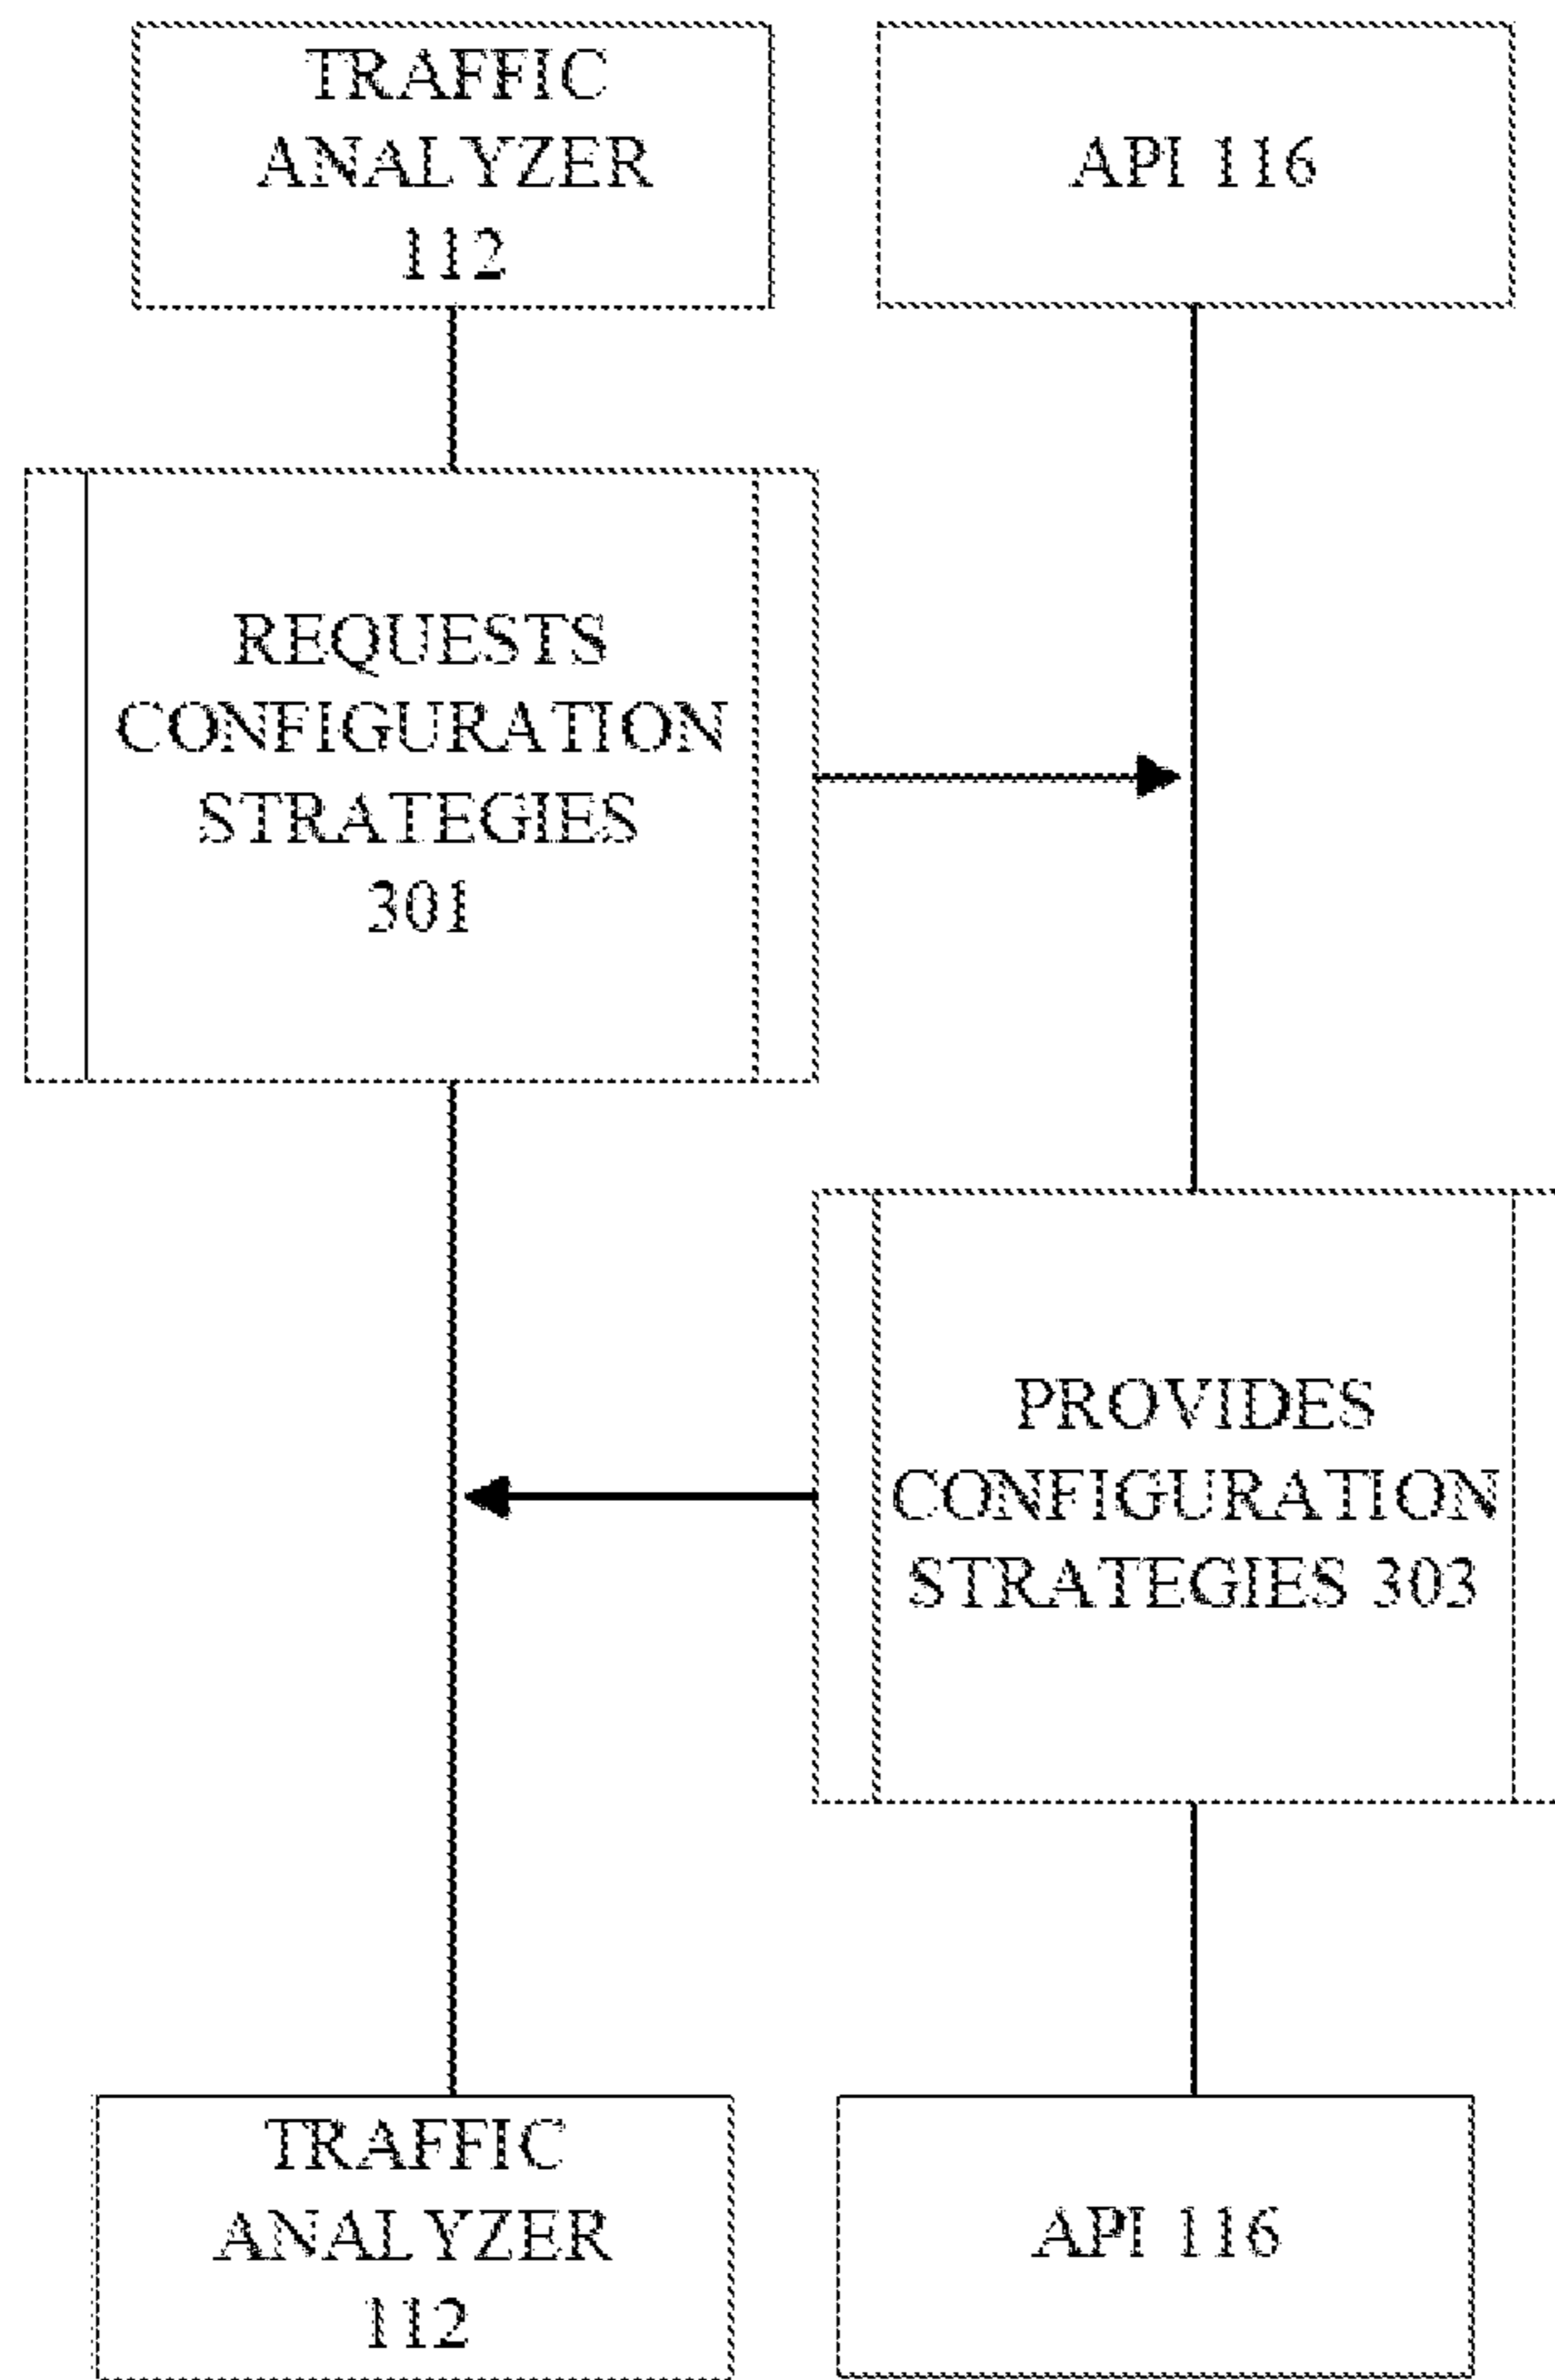 TRAFFIC
ANALYZER
112
API 116
REQUESTS
CONFIGURATION
STRATEGIES
301
PROVIDES
CONFIGURATION
STRATEGIES 303
TRAFFIC
ANALYZER
112
API 116